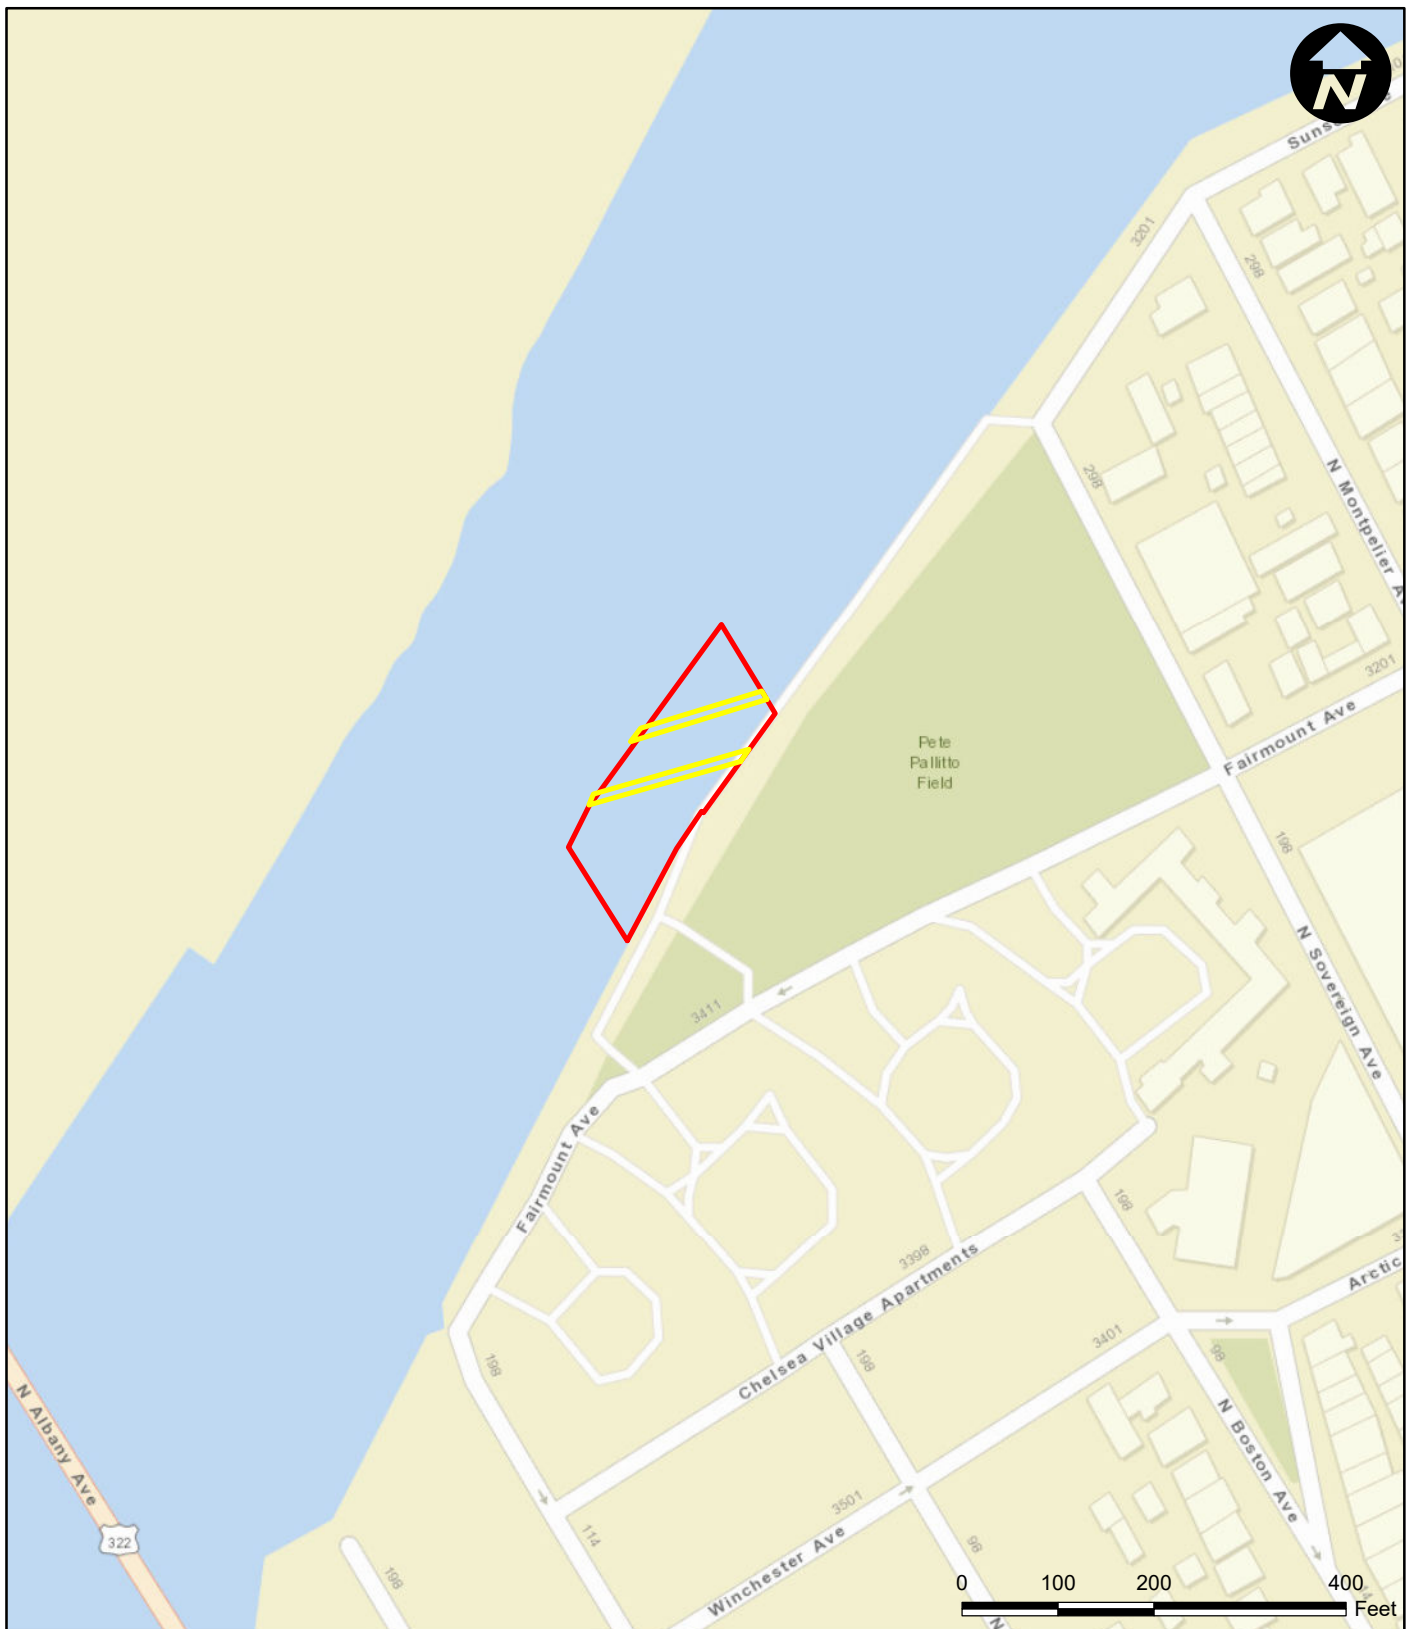 N
Suns
3201
298
298
N Montpelier A
3201
Fairmount Ave
Pete
Pallitto
Field
198
N Sovereign Ave
3411
Fairmount Ave
198
3398
Chelsea Village Apartments
Arctic
3401
198
98
198
N Albany Ave
322
N Boston Ave
3501
114
Winchester Ave
98
198
0 100 200 400
Feet
N